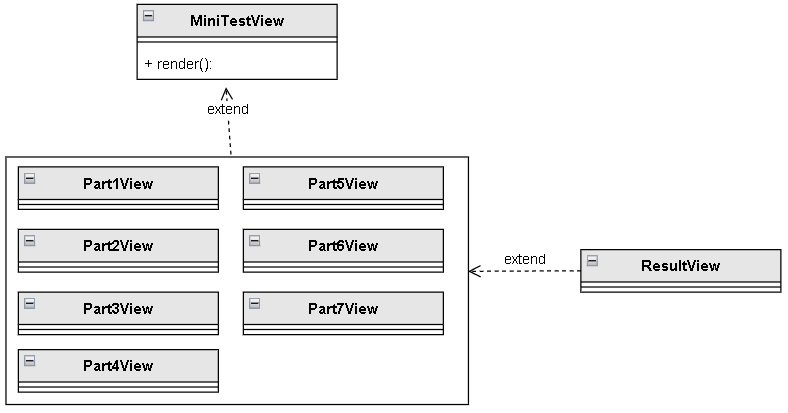 MiniTestView
+ render():
extend
Part1View
Part5View
Part2View
Part6View
extend
ResultView
Part3View
Part7View
Part4View